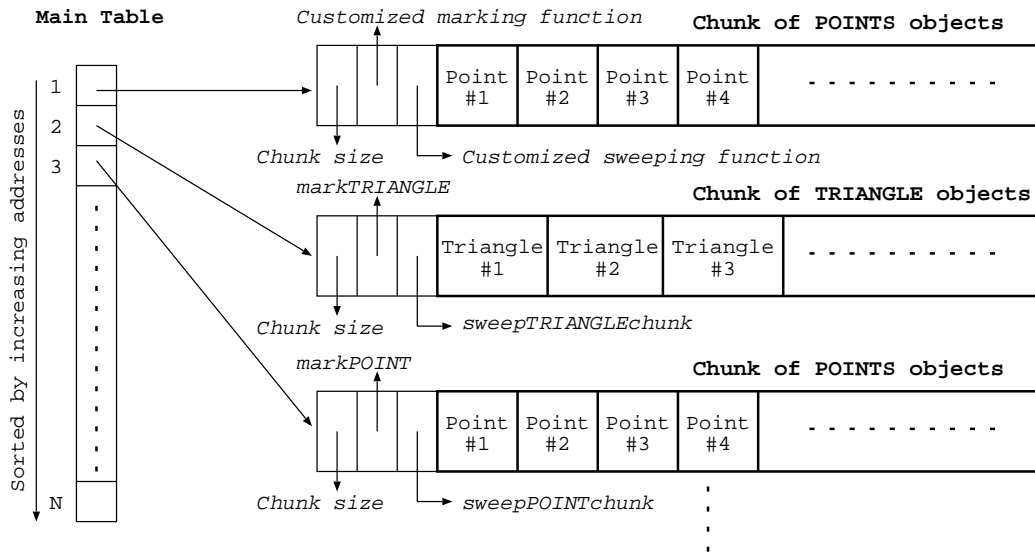 Main Table
Customized marking function
Chunk of POINTS objects
1
2
3
N
Sorted by increasing addresses
Point #1
Point #2
Point #3
Point #4
Chunk size
Customized sweeping function
markTRIANGLE
Chunk of TRIANGLE objects
Triangle #1
Triangle #2
Triangle #3
Chunk size
sweepTRIANGLEchunk
markPOINT
Chunk of POINTS objects
Point #1
Point #2
Point #3
Point #4
Chunk size
sweepPOINTchunk